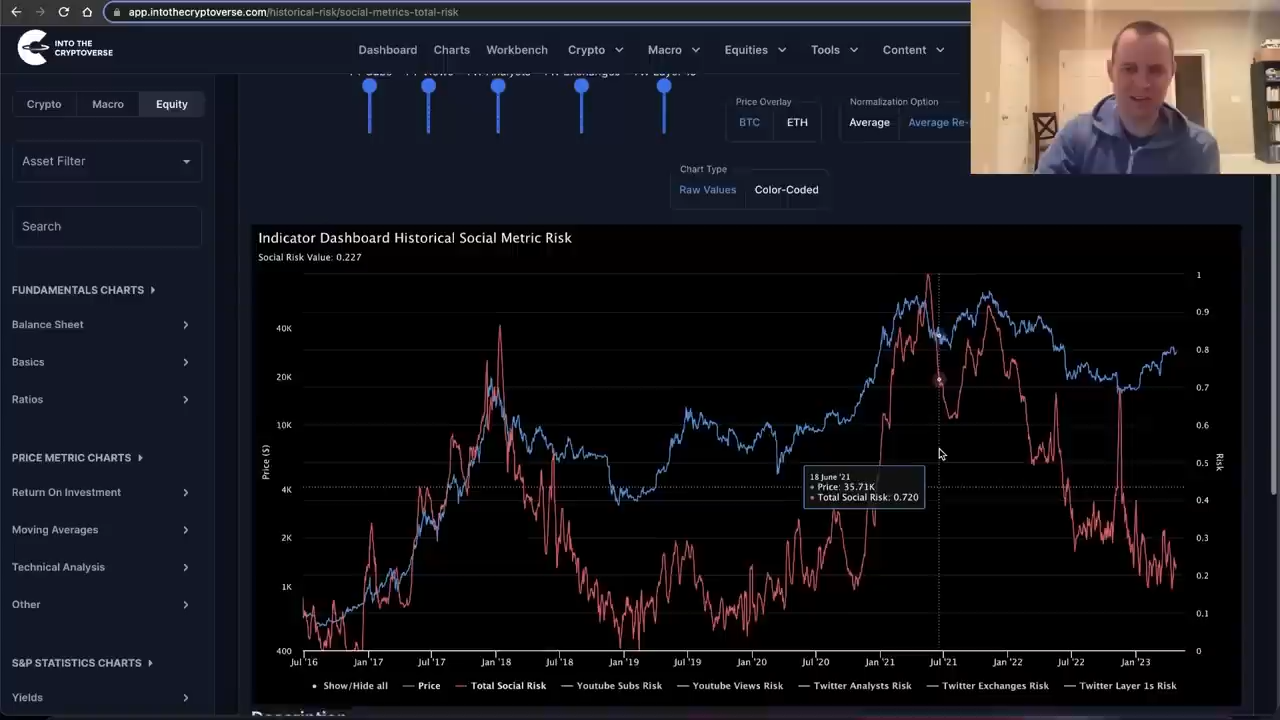 app.intothecryptoverse.com/historical-risk/social-metrics-total-risk
INTO THE
CRYPTOVERSE
Dashboard Charts Workbench Crypto Macro Equities Tools Content
Crypto Macro Equity
Asset Filter
Search
FUNDAMENTALS CHARTS
Balance Sheet
Basics
Ratios
PRICE METRIC CHARTS
Return On Investment
Moving Averages
Technical Analysis
Other
S&P STATISTICS CHARTS
Yields
Price Overlay
BTC ETH
Normalization Option
Average Average Re-
Chart Type
Raw Values Color-Coded
Indicator Dashboard Historical Social Metric Risk
Social Risk Value: 0.227
Price ($)
40K
20K
10K
4K
2K
1K
400
18 June '21
Price: 35.71K
Total Social Risk: 0.720
1
0.9
0.8
0.7
0.6
0.5
0.4
0.3
0.2
0.1
0
Risk
Jul '16 Jan '17 Jul '17 Jan '18 Jul '18 Jan '19 Jul '19 Jan '20 Jul '20 Jan '21 Jul '21 Jan '22 Jul '22 Jan '23
Show/Hide all Price Total Social Risk Youtube Subs Risk Youtube Views Risk Twitter Analysts Risk Twitter Exchanges Risk Twitter Layer 1s Risk
Description